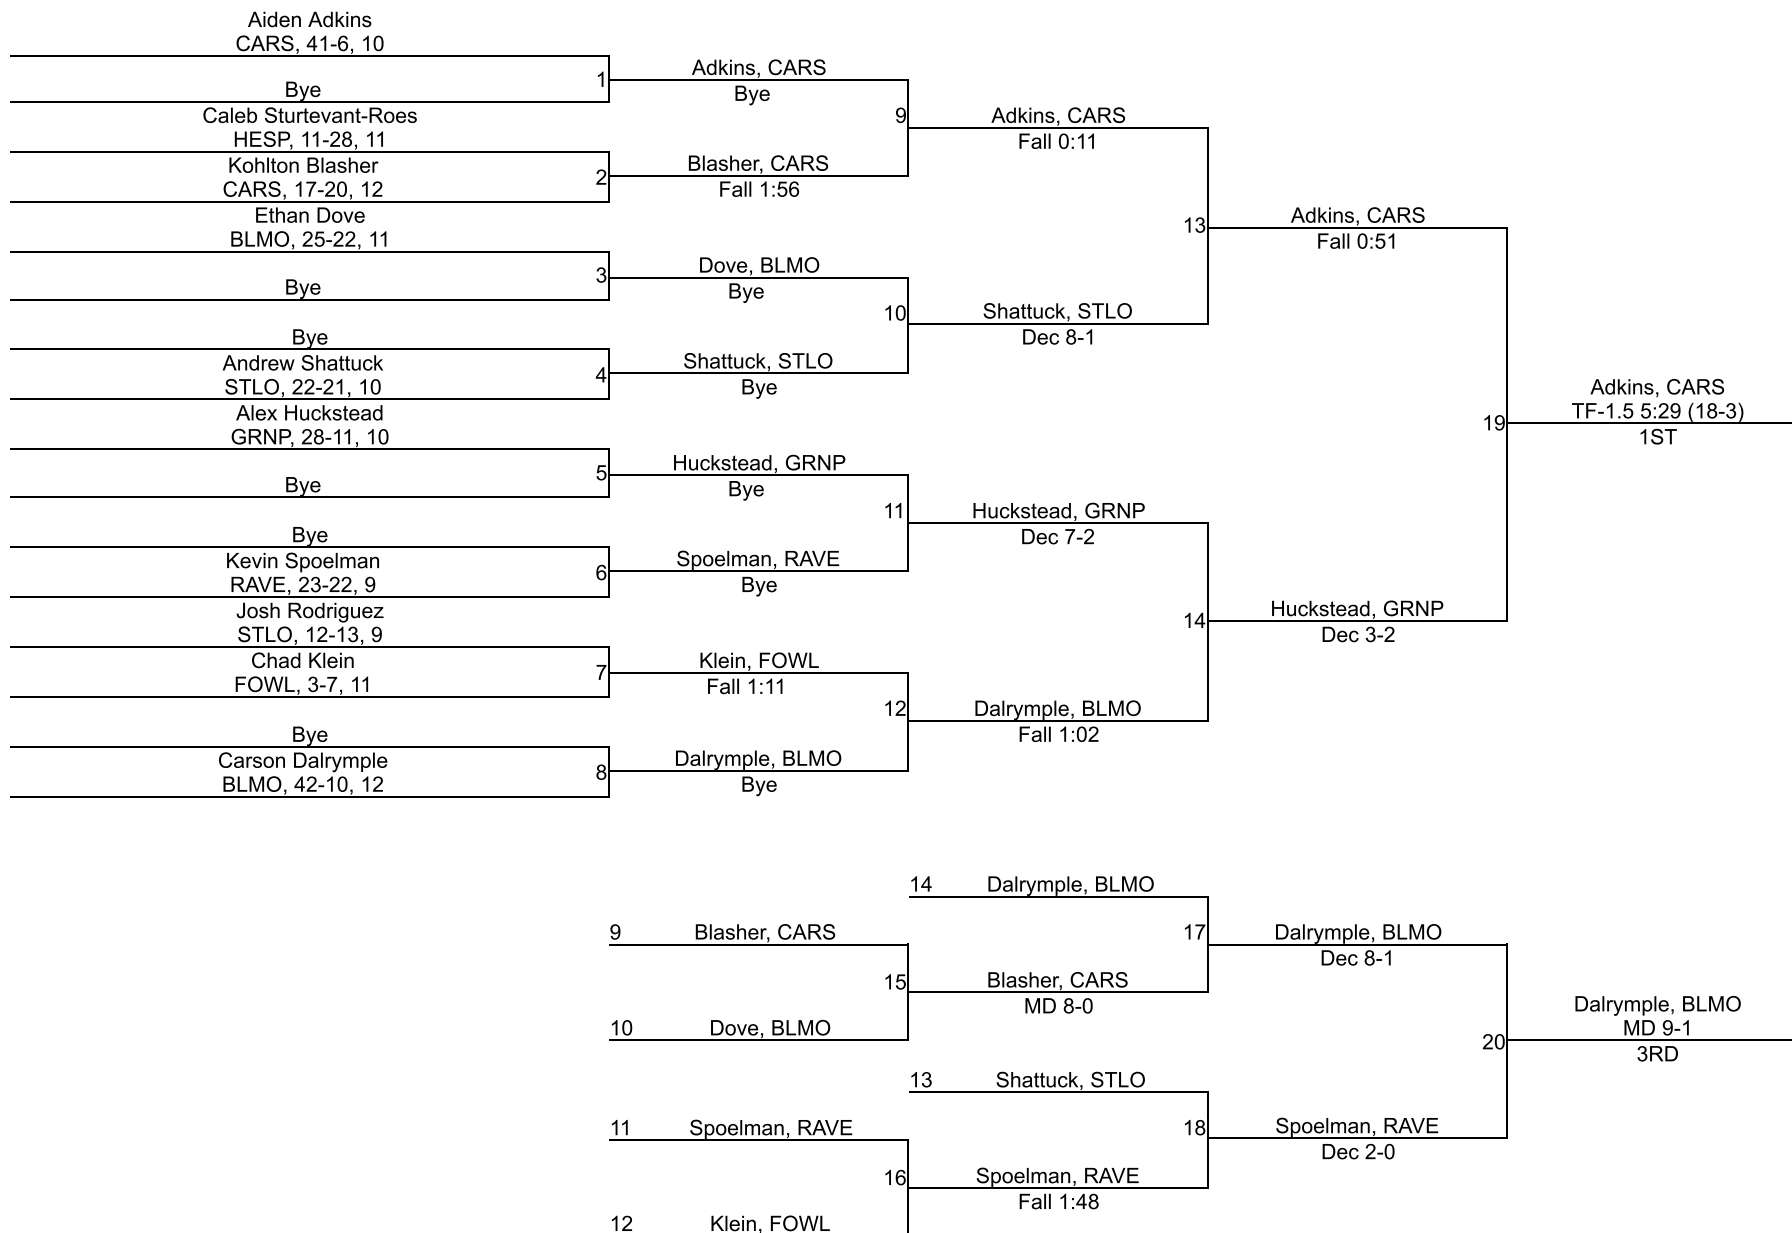 Aiden Adkins
CARS, 41-6, 10
Bye
1
Caleb Sturtevant-Roes
HESP, 11-28, 11
Kohlton Blasher
CARS, 17-20, 12
2
Ethan Dove
BLMO, 25-22, 11
Bye
3
Bye
Andrew Shattuck
STLO, 22-21, 10
4
Alex Huckstead
GRNP, 28-11, 10
Bye
5
Bye
Kevin Spoelman
RAVE, 23-22, 9
6
Josh Rodriguez
STLO, 12-13, 9
Chad Klein
FOWL, 3-7, 11
7
Bye
Carson Dalrymple
BLMO, 42-10, 12
8
Adkins, CARS
Bye
9
Blasher, CARS
Fall 1:56
Dove, BLMO
Bye
10
Shattuck, STLO
Bye
Huckstead, GRNP
Bye
11
Spoelman, RAVE
Bye
Klein, FOWL
Fall 1:11
12
Dalrymple, BLMO
Bye
Adkins, CARS
Fall 0:11
13
Shattuck, STLO
Dec 8-1
Huckstead, GRNP
Dec 7-2
14
Dalrymple, BLMO
Fall 1:02
Adkins, CARS
Fall 0:51
19
Huckstead, GRNP
Dec 3-2
Adkins, CARS
TF-1.5 5:29 (18-3)
1ST
14 Dalrymple, BLMO
9 Blasher, CARS
15
10 Dove, BLMO
17
Blasher, CARS
MD 8-0
13 Shattuck, STLO
11 Spoelman, RAVE
16
12 Klein, FOWL
18
Spoelman, RAVE
Fall 1:48
Dalrymple, BLMO
Dec 8-1
20
Spoelman, RAVE
Dec 2-0
Dalrymple, BLMO
MD 9-1
3RD